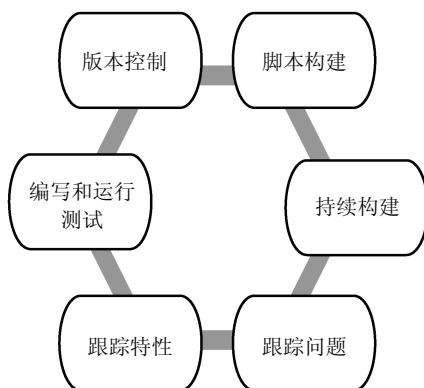 版本控制
脚本构建
编写和运行
测试
持续构建
跟踪特性
跟踪问题